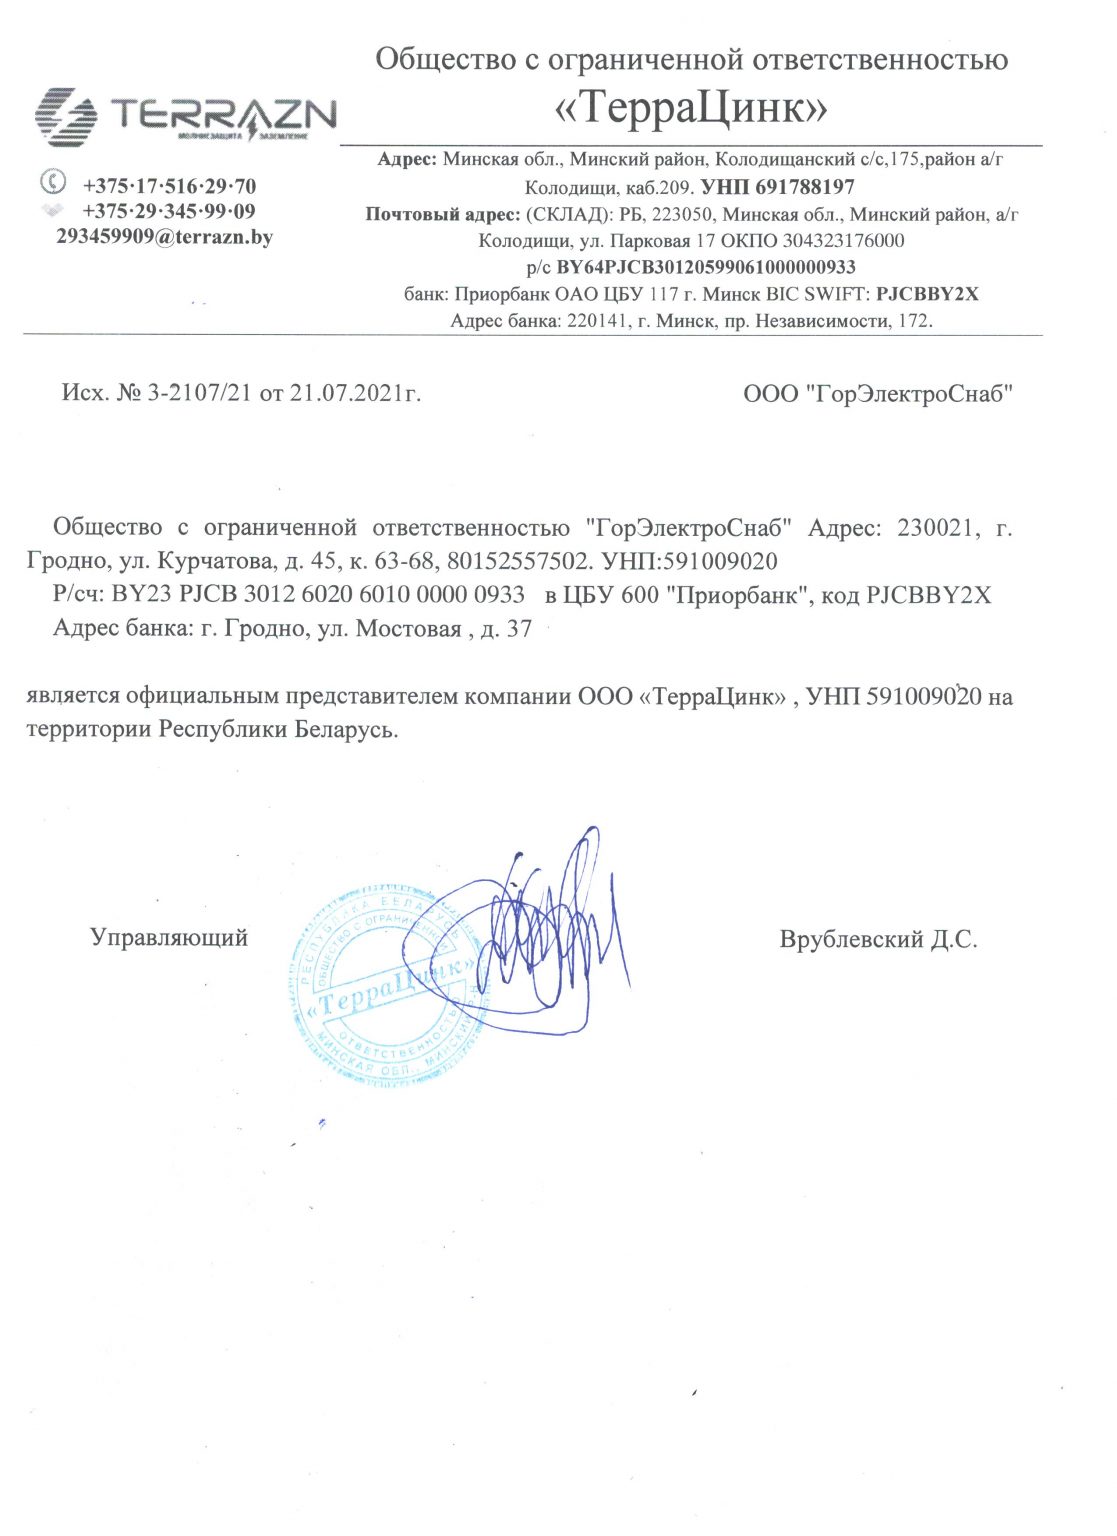 Общество с ограниченной ответственностью
«ТерраЦинк»
TERRAZN
МОЛНИЕЗАЩИТА ЗАЗЕМЛЕНИЕ
+375·17·516·29·70
+375·29·345·99·09
293459909@terrazn.by
Адрес: Минская обл., Минский район, Колодищанский с/с,175,район а/г
Колодищи, каб.209. УНП 691788197
Почтовый адрес: (СКЛАД): РБ, 223050, Минская обл., Минский район, а/г
Колодищи, ул. Парковая 17 ОКПО 304323176000
р/с BY64PJCB30120599061000000933
банк: Приорбанк ОАО ЦБУ 117 г. Минск BIC SWIFT: PJCBBY2X
Адрес банка: 220141, г. Минск, пр. Независимости, 172.
Исх. № 3-2107/21 от 21.07.2021г. ООО "ГорЭлектроСнаб"
Общество с ограниченной ответственностью "ГорЭлектроСнаб" Адрес: 230021, г.
Гродно, ул. Курчатова, д. 45, к. 63-68, 80152557502. УНП:591009020
Р/сч: BY23 PJCB 3012 6020 6010 0000 0933 в ЦБУ 600 "Приорбанк", код PJCBBY2X
Адрес банка: г. Гродно, ул. Мостовая , д. 37
является официальным представителем компании ООО «ТерраЦинк» , УНП 591009020 на
территории Республики Беларусь.
Управляющий Врублевский Д.С.
РЕСПУБЛИКА БЕЛАРУСЬ
ОБЩЕСТВО С ОГРАНИЧЕННОЙ
«ТерраЦинк»
ОТВЕТСТВЕННОСТЬЮ
МИНСКАЯ ОБЛ., МИНСКИЙ Р-Н